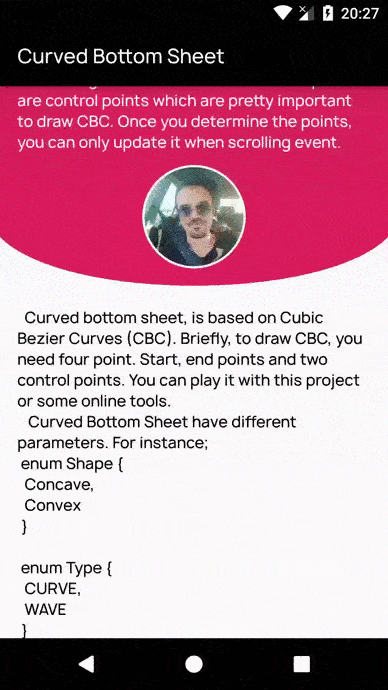 20:27
Curved Bottom Sheet
are control points which are pretty important
to draw CBC. Once you determine the points,
you can only update it when scrolling event.
Curved bottom sheet, is based on Cubic
Bezier Curves (CBC). Briefly, to draw CBC, you
need four point. Start, end points and two
control points. You can play it with this project
or some online tools.
Curved Bottom Sheet have different
parameters. For instance;
enum Shape {
Concave,
Convex
}
enum Type {
CURVE,
WAVE
}